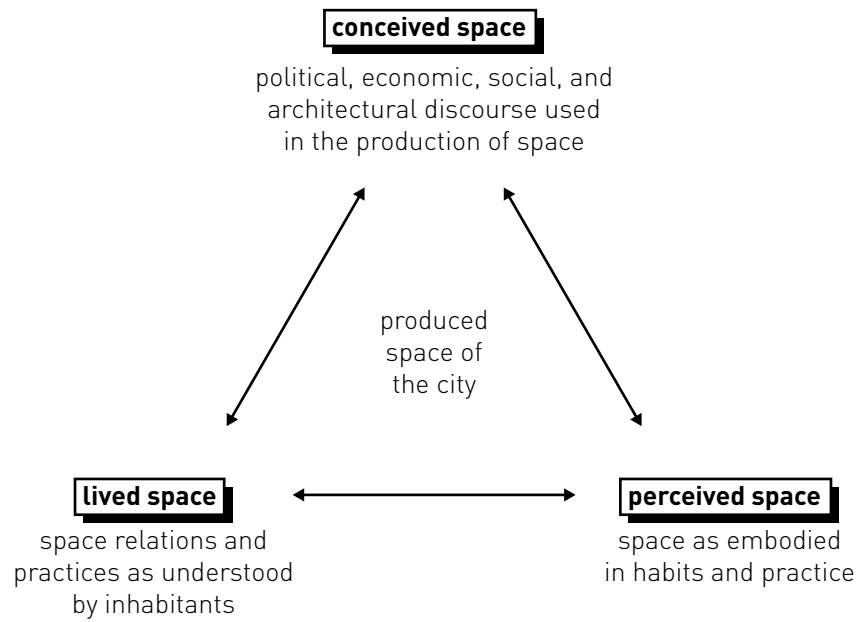 conceived space
political, economic, social, and
architectural discourse used
in the production of space
produced
space of
the city
lived space
space relations and
practices as understood
by inhabitants
perceived space
space as embodied
in habits and practice